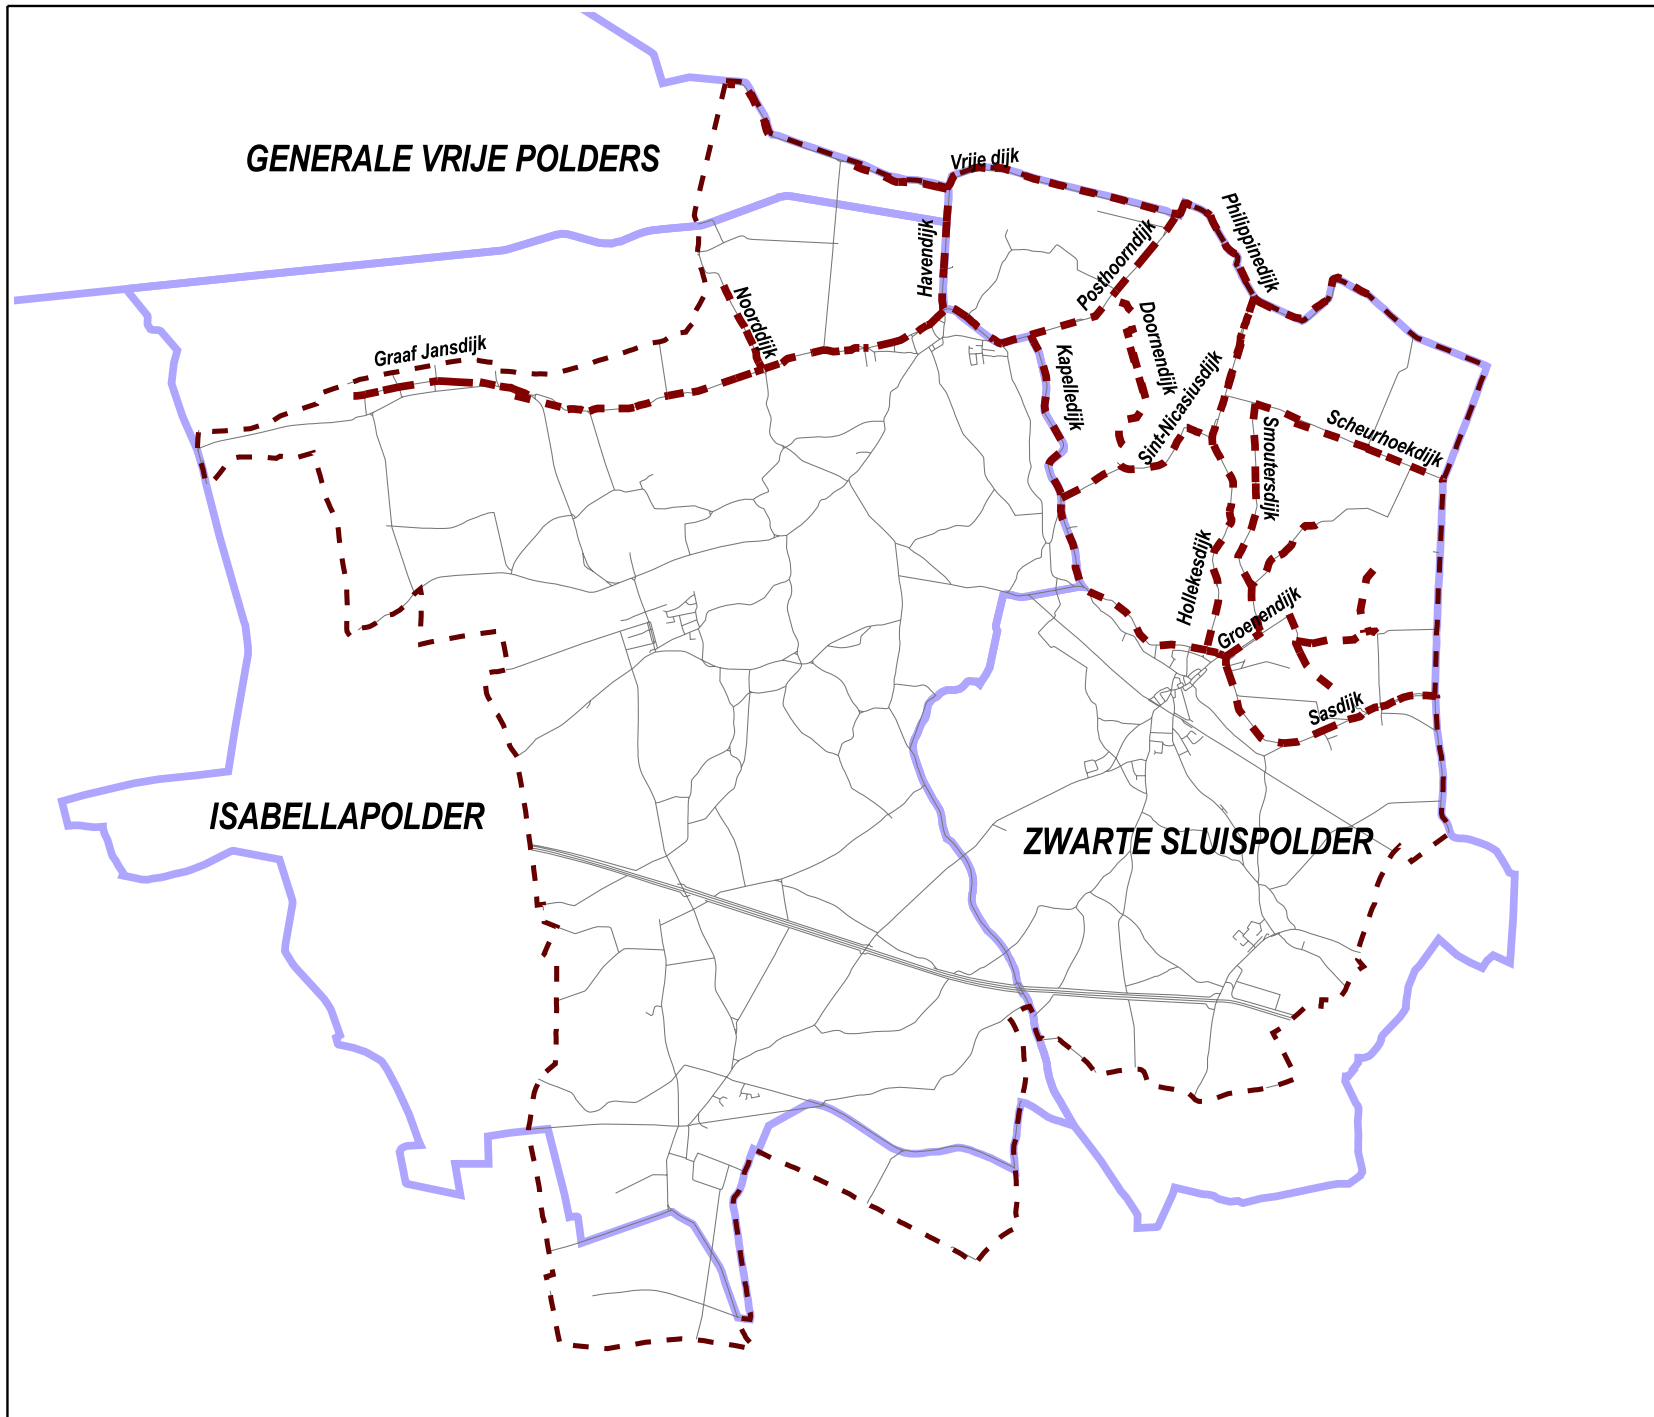 GENERALE VRIJE POLDERS
Vrije dijk
Philippinedijk
Havendijk
Posthoorndijk
Noorddijk
Doornendijk
Graaf Jansdijk
Kapelledijk
Sint-Nicasiusdijk
Scheurhoekdijk
Smoutersdijk
Hollekesdijk
Groenendijk
Sasdijk
ISABELLAPOLDER
ZWARTE SLUISPOLDER